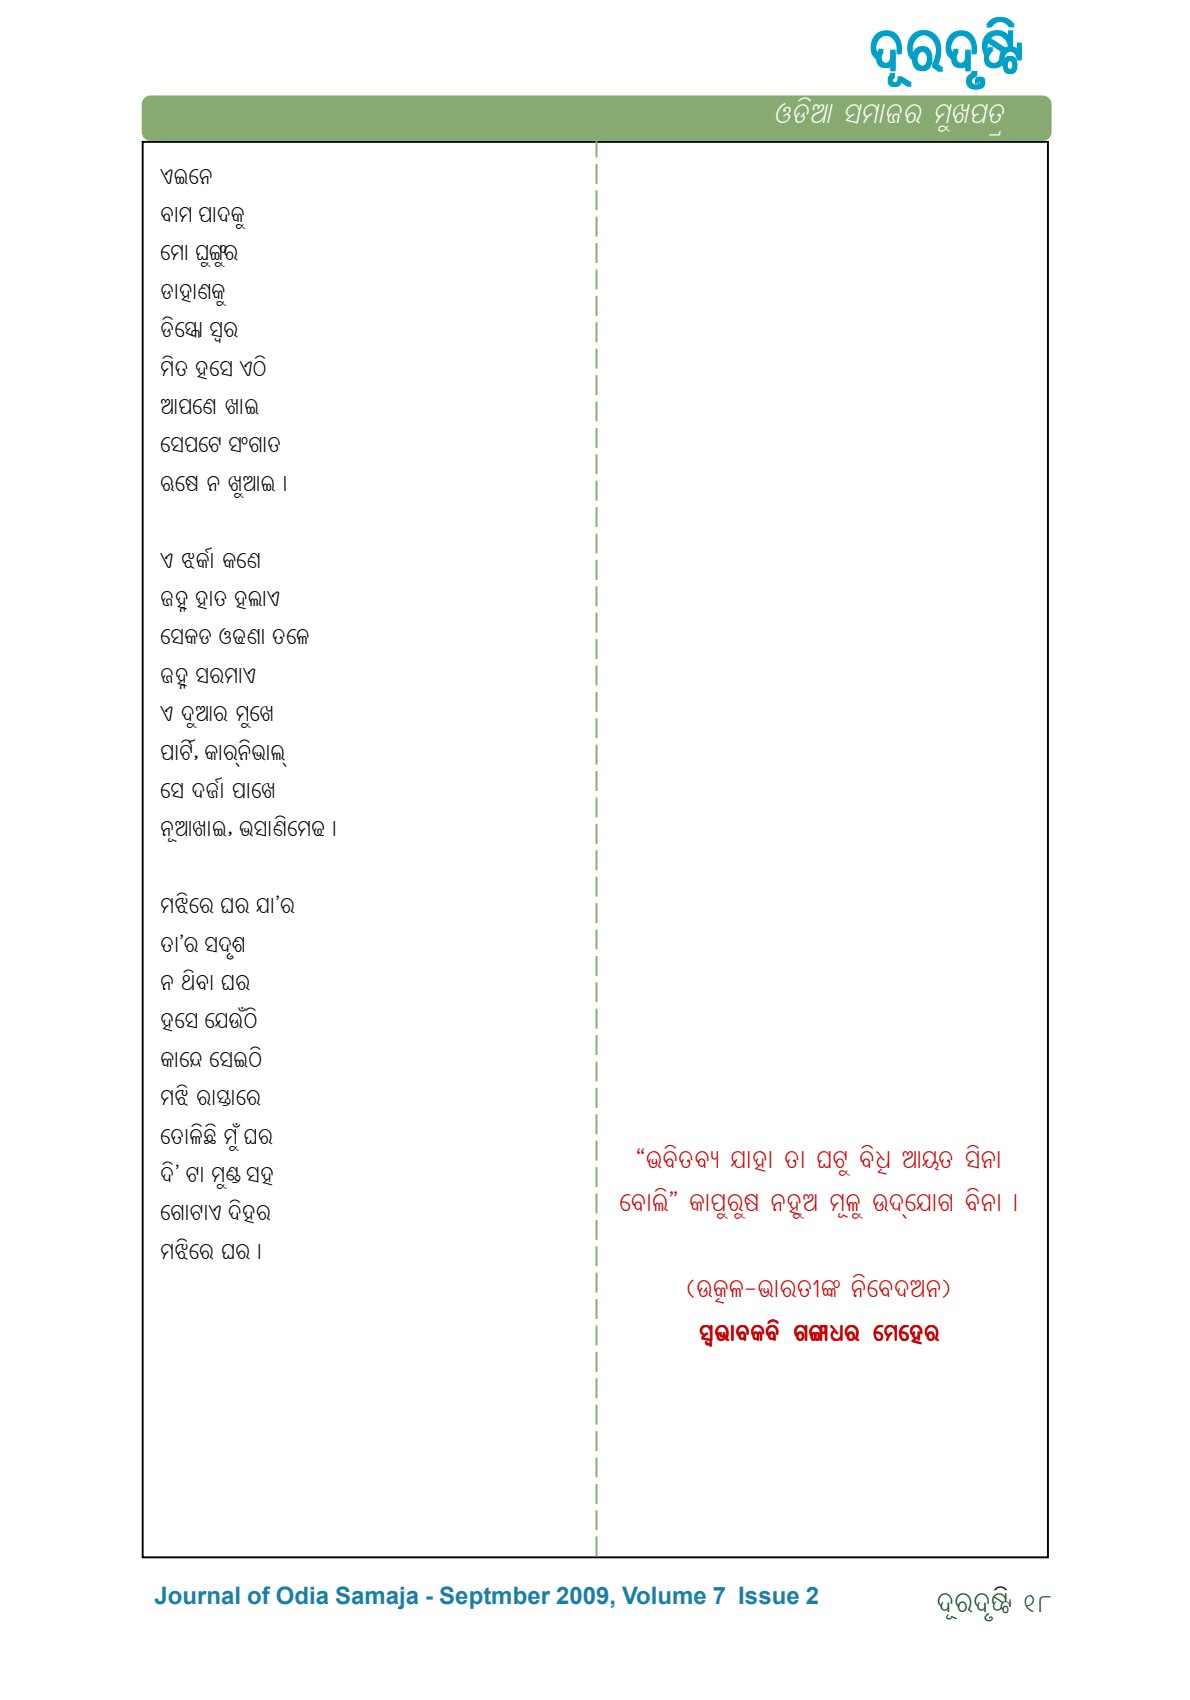 ଦୂରଦୃଷ୍ଟି
ଓଡିଆ ସମାଜର ମୁଖପତ୍ର
ଏଇନେ
ବାମ ପାଦକୁ
ମୋ ଘୁଙ୍ଗୁର
ଡାହାଣକୁ
ଡିସ୍କୋ ସ୍ୱର
ମିତ ହସେ ଏଠି
ଆପଣେ ଖାଇ
ସେପଟେ ସଂଗାତ
ଋଷେ ନ ଖୁଆଇ ।
ଏ ଝର୍କା କଣେ
ଜହ୍ନ ହାତ ହଲାଏ
ସେକଡ ଓଢଣା ତଳେ
ଜହ୍ନ ସରମାଏ
ଏ ଦୁଆର ମୁଖେ
ପାର୍ଟି, କାର୍‌ନିଭାଲ୍
ସେ ଦର୍ଜା ପାଖେ
ନୂଆଖାଇ, ଭସାଣିମେଢ ।
ମଝିରେ ଘର ଯା’ର
ତା’ର ସଦୃଶ
ନ ଥିବା ଘର
ହସେ ଯେଉଁଠି
କାନ୍ଦେ ସେଇଠି
ମଝି ରାସ୍ତାରେ
ତୋଳିଛି ମୁଁ ଘର
ଦି’ ଟା ମୁଣ୍ଡ ସହ
ଗୋଟାଏ ଦିହର
ମଝିରେ ଘର ।
“ଭବିତବ୍ୟ ଯାହା ତା ଘଟୁ ବିଧି ଆୟତ ସିନା
ବୋଲି” କାପୁରୁଷ ନହୁଅ ମୂଳୁ ଉଦ୍‌ଯୋଗ ବିନା ।
(ଉତ୍କଳ-ଭାରତୀଙ୍କ ନିବେଦଅନ)
ସ୍ୱଭାବକବି ଗଙ୍ଗାଧର ମେହେର
Journal of Odia Samaja - Septmber 2009, Volume 7 Issue 2
ଦୂରଦୃଷ୍ଟି ୧୮